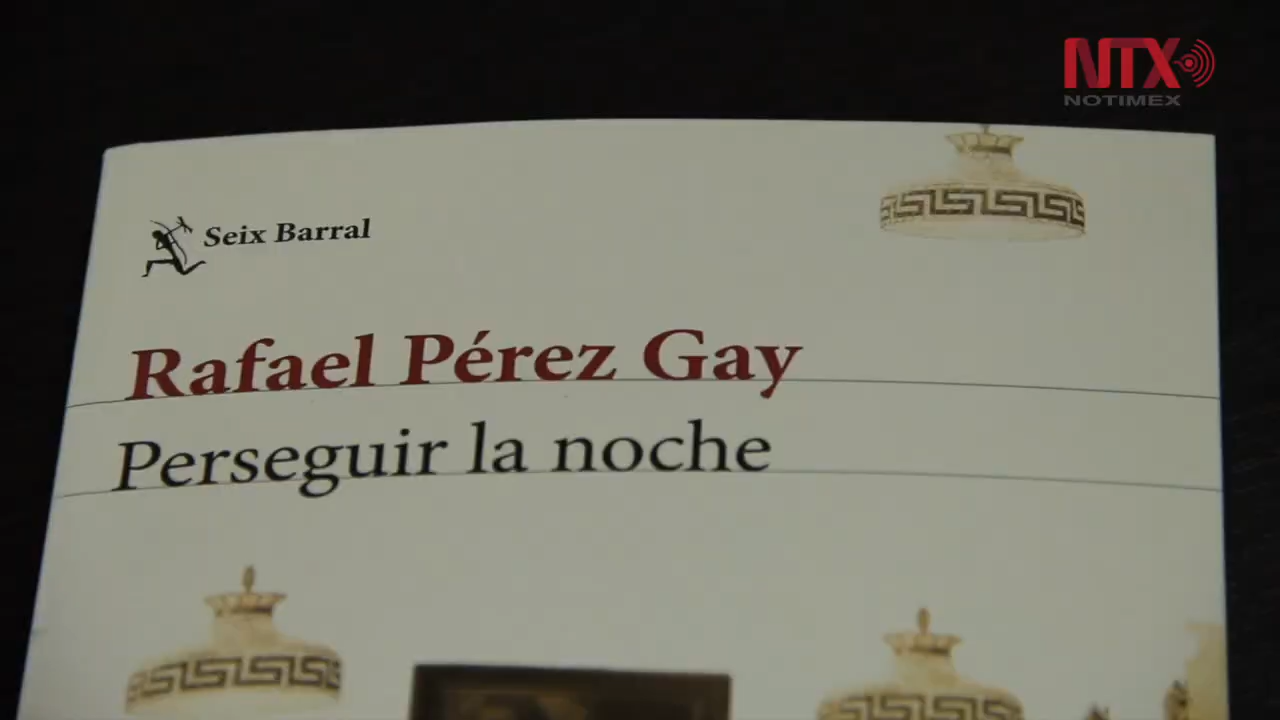 NTX
NOTIMEX
Seix Barral
Rafael Pérez Gay
Perseguir la noche